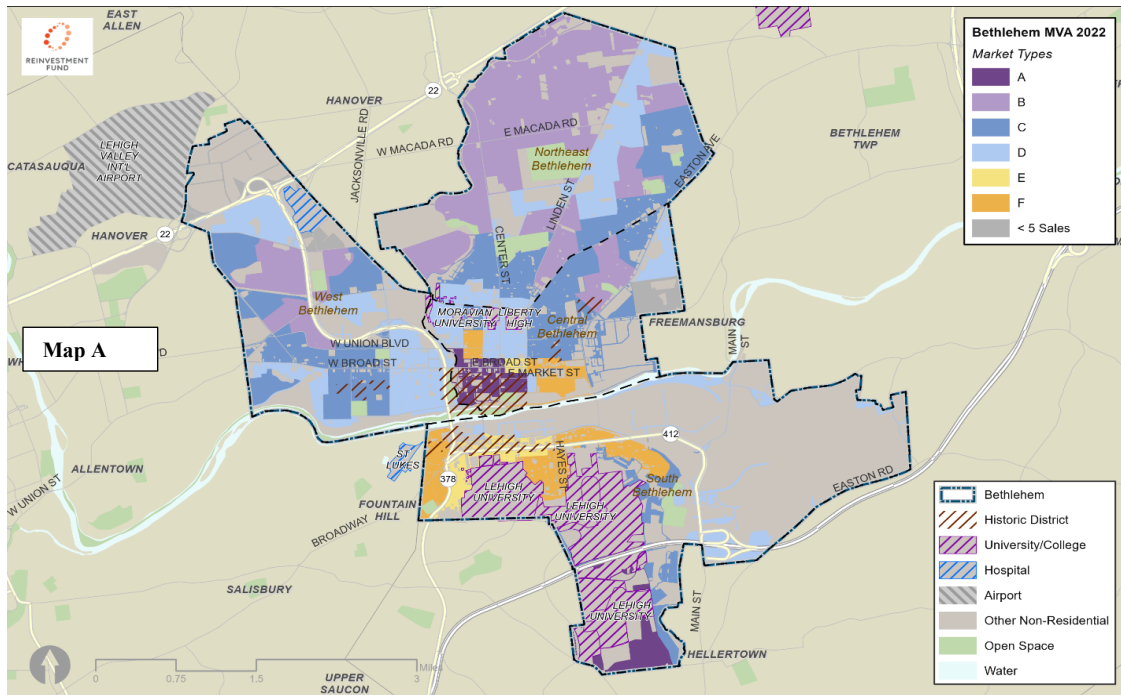 EAST
ALLEN
REINVESTMENT
FUND
Bethlehem MVA 2022
Market Types
A
B
C
D
E
F
< 5 Sales
22
HANOVER
E MACADA RD
W MACADA RD
JACKSONVILLE RD
Northeast
Bethlehem
BETHLEHEM
TWP
LEHIGH
VALLEY
INT'L
AIRPORT
CATASAUQUA
EASTON AVE
LINDEN ST
HANOVER
22
CENTER ST
West
Bethlehem
MORAVIAN
UNIVERSITY
LIBERTY
HIGH
Central
Bethlehem
FREEMANSBURG
MAIN
ST
Map A
W UNION BLVD
W BROAD ST
E BROAD ST
E MARKET ST
412
ST
LUKES
HAYES ST
ALLENTOWN
W UNION ST
378
LEHIGH
UNIVERSITY
South
Bethlehem
EASTON RD
FOUNTAIN
HILL
LEHIGH
UNIVERSITY
BROADWAY
SALISBURY
LEHIGH
UNIVERSITY
MAIN ST
HELLERTOWN
UPPER
SAUCON
Miles
0 0.75 1.5 3
Bethlehem
Historic District
University/College
Hospital
Airport
Other Non-Residential
Open Space
Water